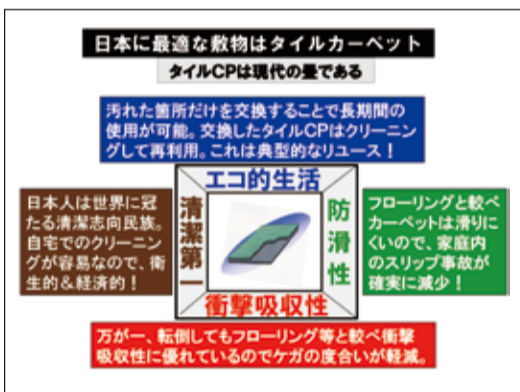 日本に最適な敷物はタイルカーペット
タイルCPは現代の畳である
汚れた箇所だけを交換することで長期間の
使用が可能。交換したタイルCPはクリーニン
グして再利用。これは典型的なリユース！
エコ的生活
日本人は世界に冠
たる清潔志向民族。
自宅でのクリーニン
グが容易なので、衛
生的＆経済的！
清潔第一
防滑性
フローリングと較べ
カーペットは滑りに
くいので、家庭内
のスリップ事故が
確実に減少！
衝撃吸収性
万が一、転倒してもフローリング等と較べ衝撃
吸収性に優れているのでケガの度合いが軽減。